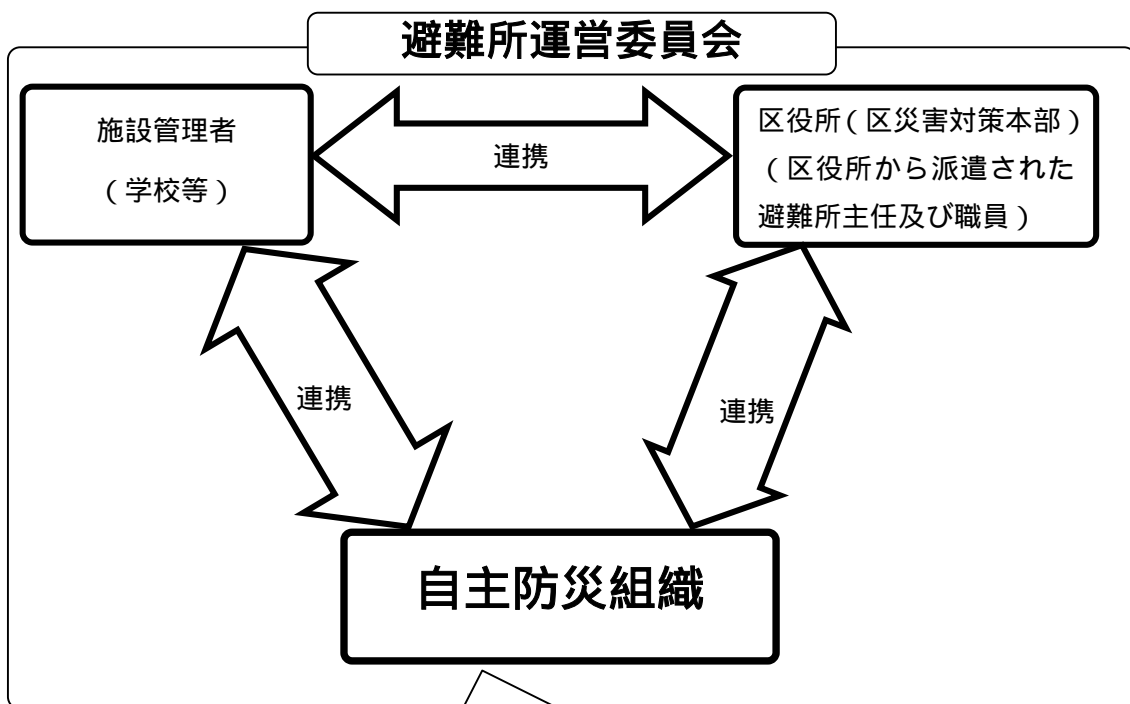 避難所運営委員会
施設管理者
（学校等）
連携
区役所（区災害対策本部）
（区役所から派遣された
避難所主任及び職員）
連携
連携
自主防災組織